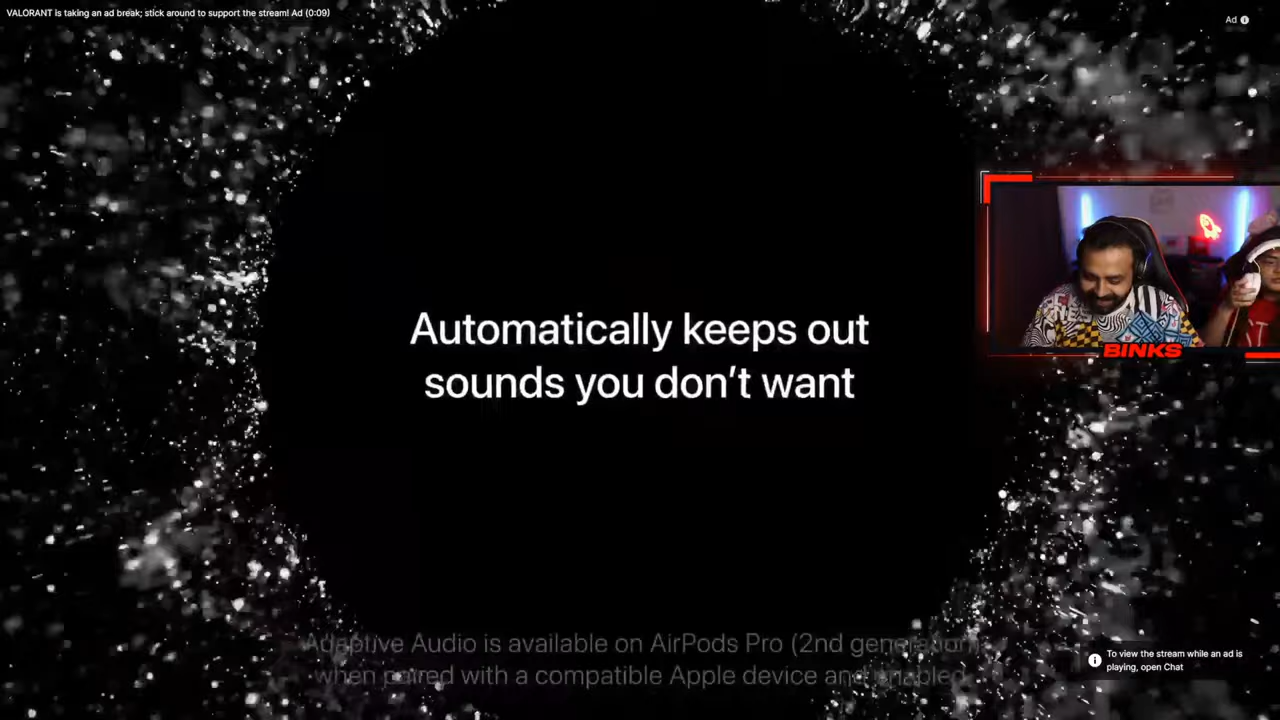 VALORANT is taking an ad break; stick around to support the stream! Ad (0:09)
Ad
Automatically keeps out
sounds you don't want
BINKS
Adaptive Audio is available on AirPods Pro (2nd generation)
when paired with a compatible Apple device and enabled
To view the stream while an ad is
playing, open Chat